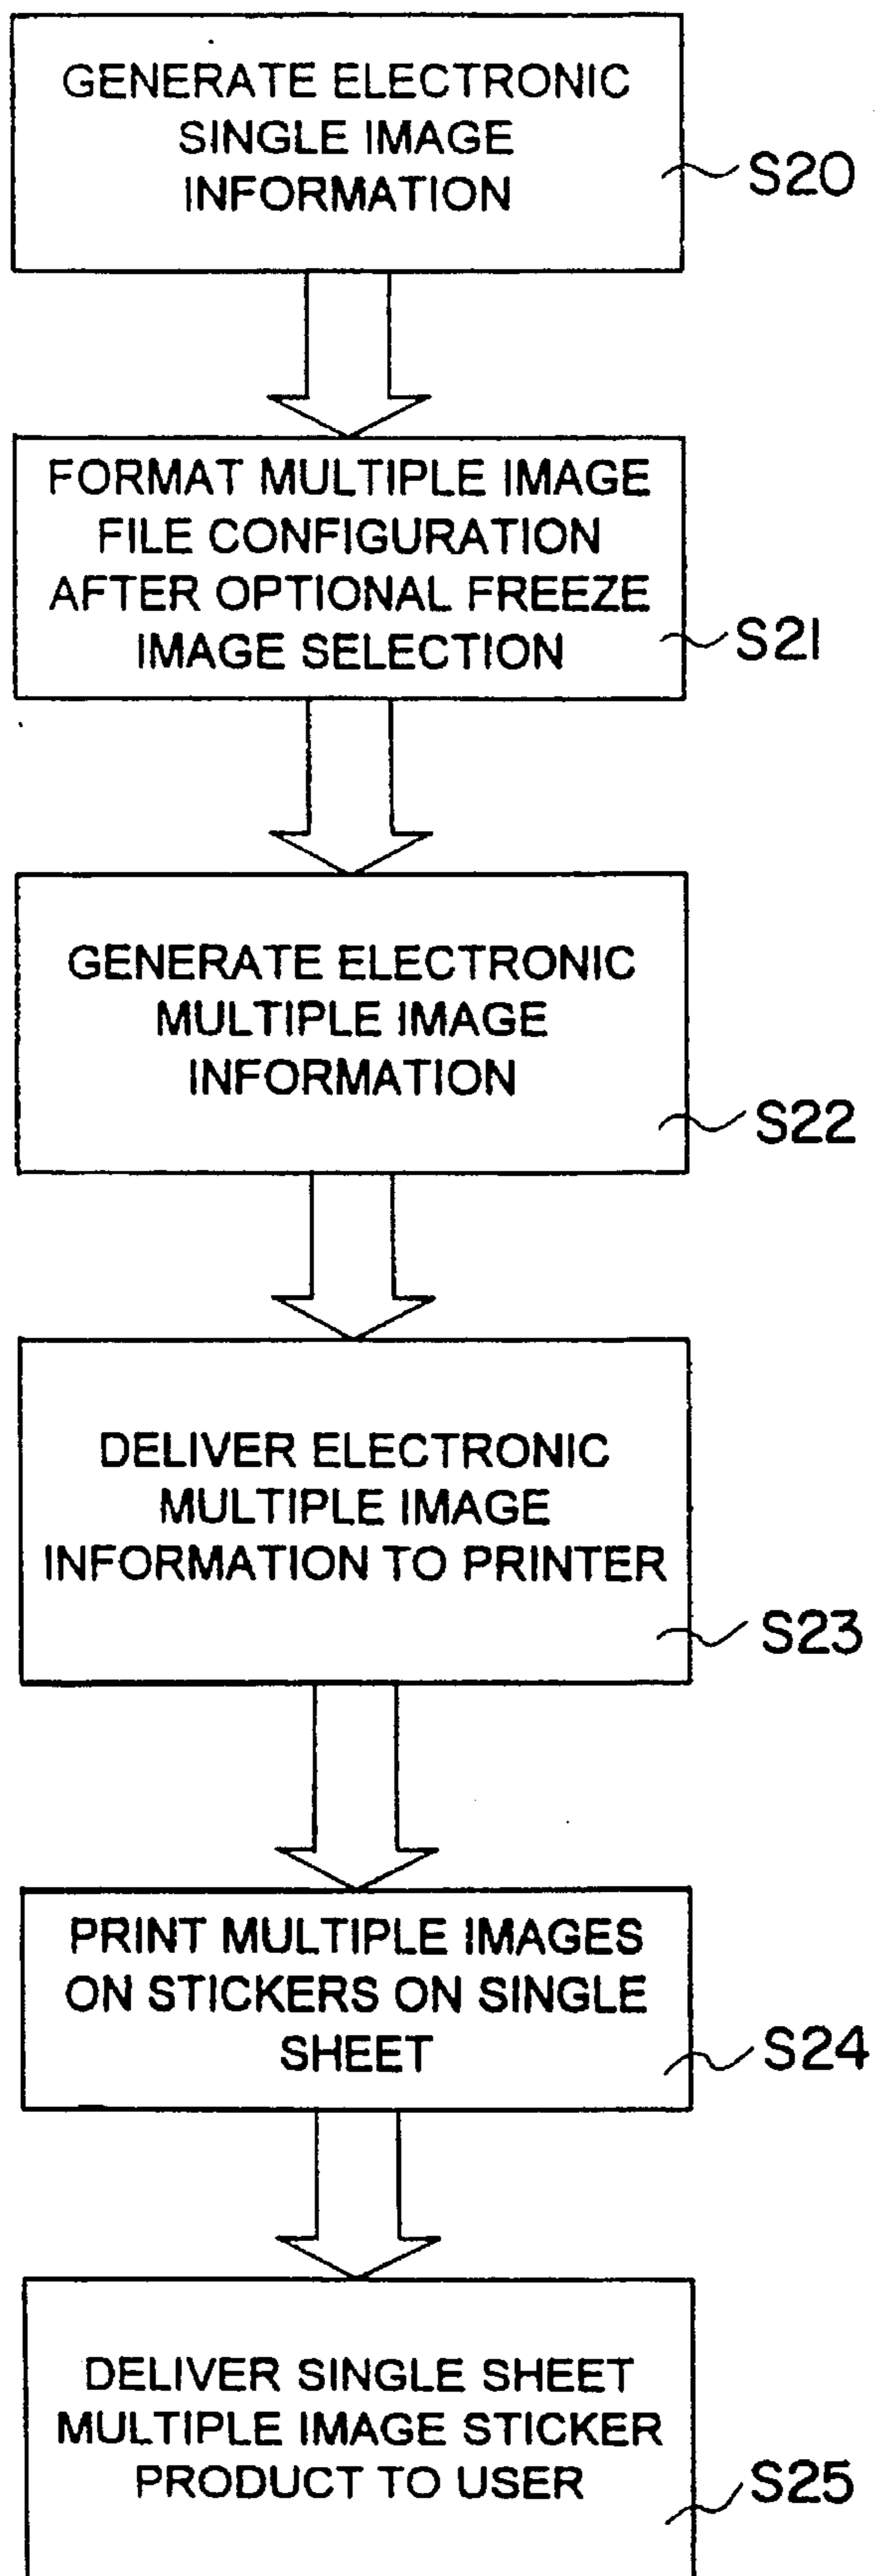 GENERATE ELECTRONIC
SINGLE IMAGE
INFORMATION
S20
FORMAT MULTIPLE IMAGE
FILE CONFIGURATION
AFTER OPTIONAL FREEZE
IMAGE SELECTION
S21
GENERATE ELECTRONIC
MULTIPLE IMAGE
INFORMATION
S22
DELIVER ELECTRONIC
MULTIPLE IMAGE
INFORMATION TO PRINTER
S23
PRINT MULTIPLE IMAGES
ON STICKERS ON SINGLE
SHEET
S24
DELIVER SINGLE SHEET
MULTIPLE IMAGE STICKER
PRODUCT TO USER
S25